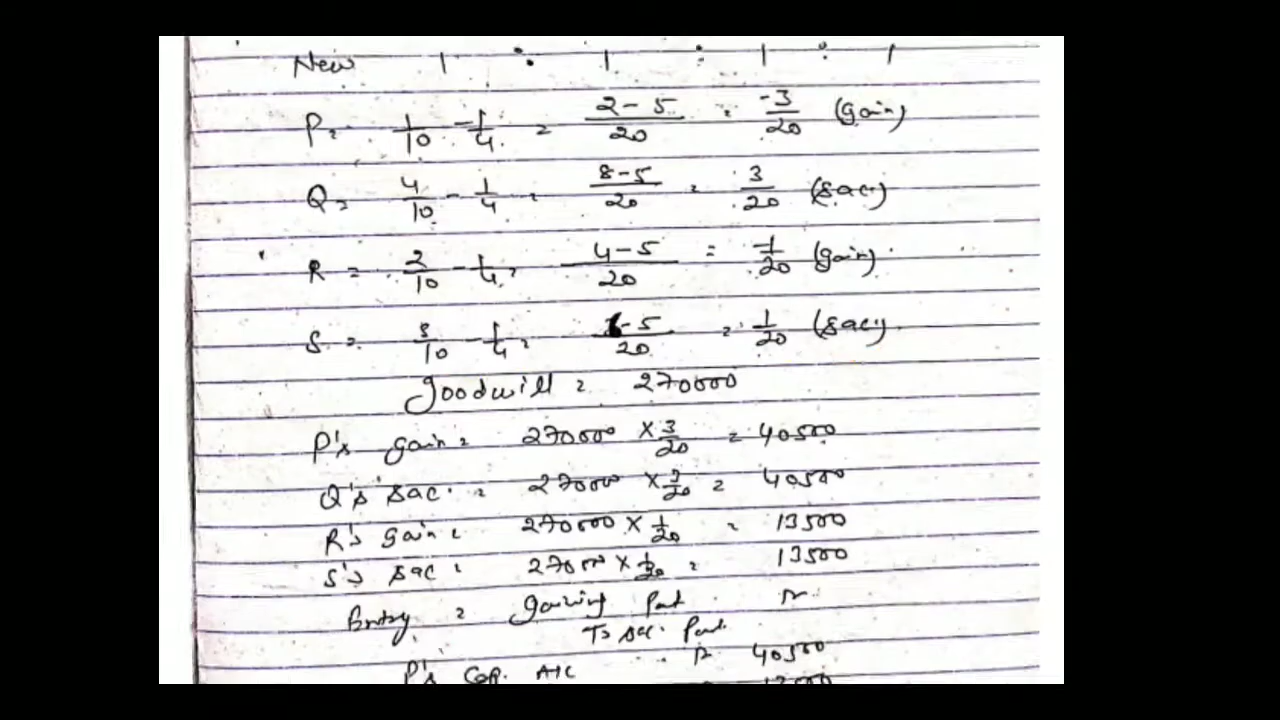 New 1 : 1 : 1 : 1
P = 1/10 - 1/4 = 2-5/20 = -3/20 (gain)
Q = 4/10 - 1/4 = 8-5/20 = 3/20 (sac.)
R = 2/10 - 1/4 = 4-5/20 = -1/20 (gain)
S = 3/10 - 1/4 = 6-5/20 = 1/20 (sac.)
Goodwill = 270000
P's gain = 270000 × 3/20 = 40500
Q's sac. = 270000 × 3/20 = 40500
R's gain = 270000 × 1/20 = 13500
S's sac = 270000 × 1/20 = 13500
Entry = gaining Part Dr
To sac. Part.
P's Cap. A/C Dr 40500
13500